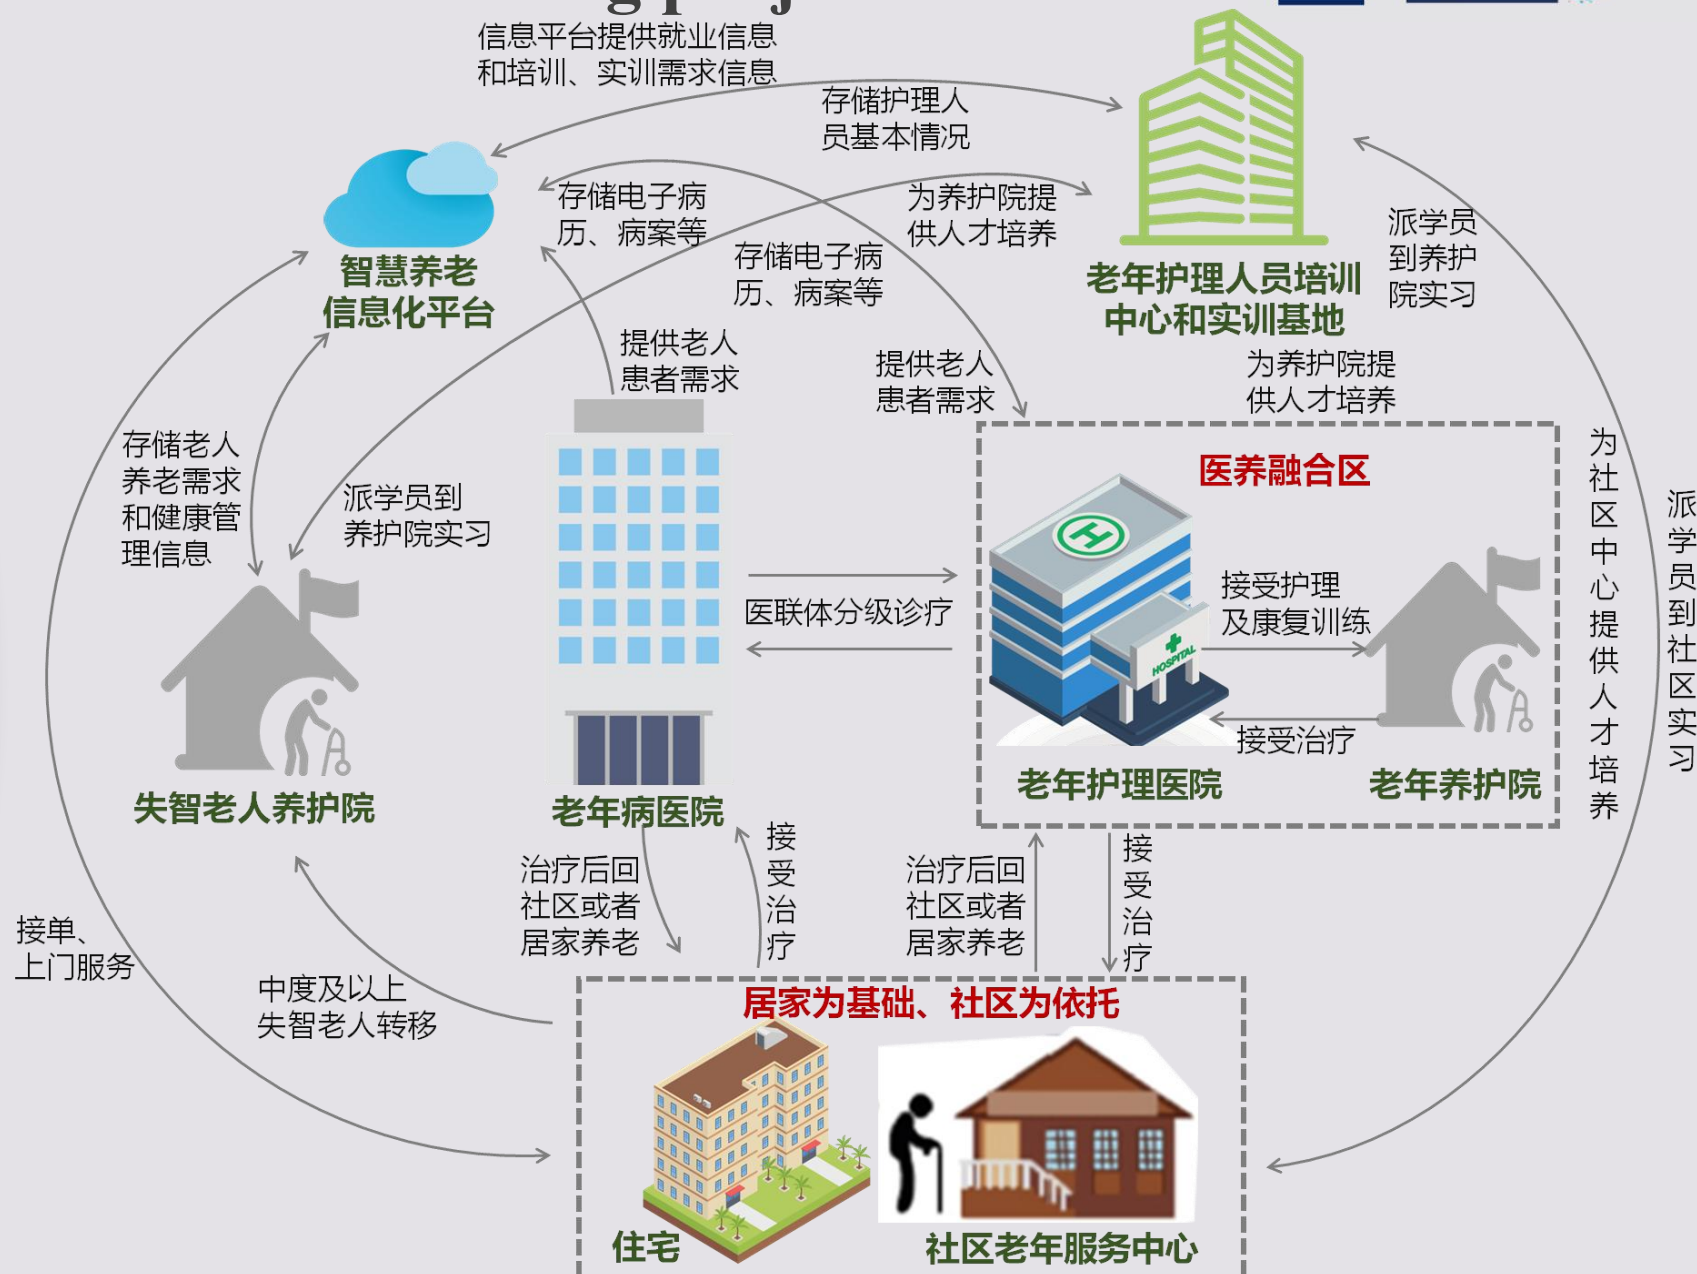 信息平台提供就业信息
和培训、实训需求信息
存储护理人
员基本情况
存储电子病
历、病案等
为养护院提
供人才培养
派学员
到养护
院实习
智慧养老
信息化平台
存储电子病
历、病案等
老年护理人员培训
中心和实训基地
提供老人
患者需求
提供老人
患者需求
为养护院提
供人才培养
存储老人
养老需求
和健康管
理信息
派学员到
养护院实习
医养融合区
为社区中心提供人才培养
派学员到社区实习
医联体分级诊疗
接受护理
及康复训练
HOSPITAL
接受治疗
失智老人养护院
老年病医院
老年护理医院
老年养护院
治疗后回
社区或者
居家养老
接受治疗
治疗后回
社区或者
居家养老
接受治疗
接单、
上门服务
中度及以上
失智老人转移
居家为基础、社区为依托
住宅
社区老年服务中心